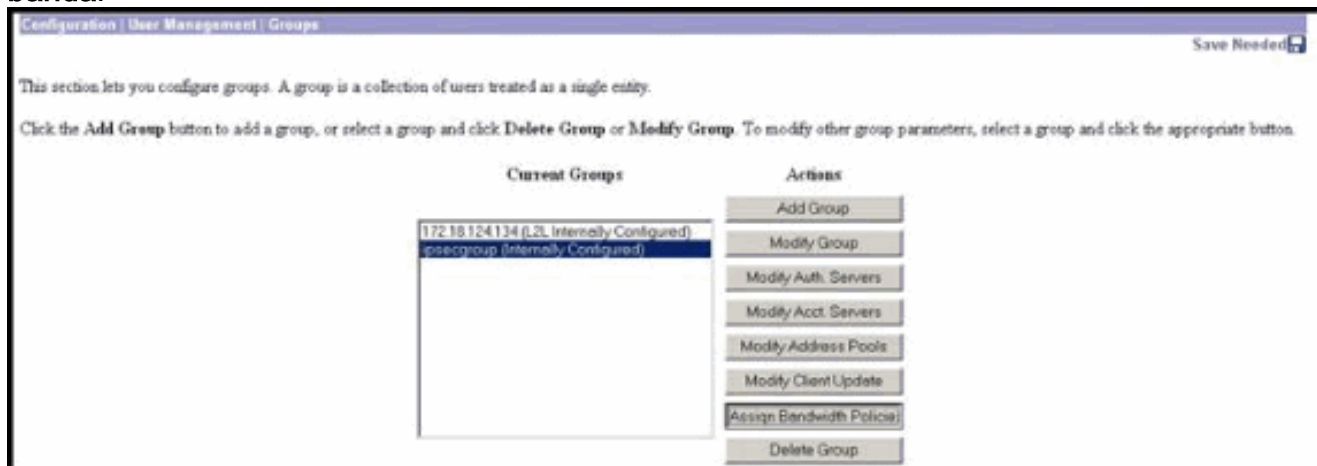 Configuration | User Management | Groups
Save Needed
This section lets you configure groups. A group is a collection of users treated as a single entity.
Click the Add Group button to add a group, or select a group and click Delete Group or Modify Group. To modify other group parameters, select a group and click the appropriate button.
Current Groups
Actions
172.18.124.134 (L2L Internally Configured)
ipsecgroup (Internally Configured)
Add Group
Modify Group
Modify Auth. Servers
Modify Acct. Servers
Modify Address Pools
Modify Client Update
Assign Bandwidth Policies
Delete Group